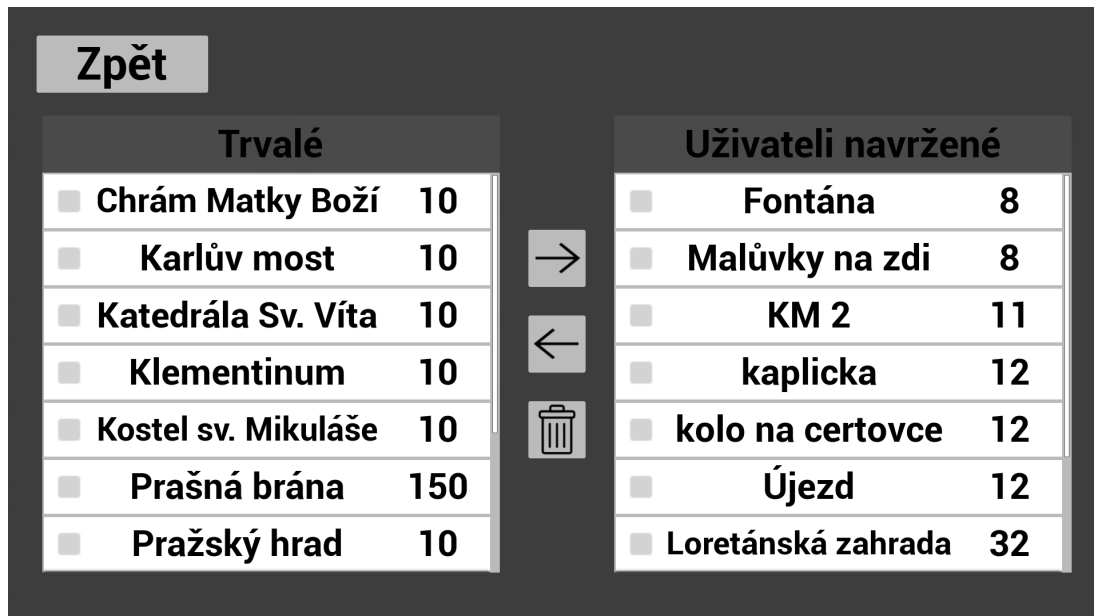 Zpět
Trvalé
Chrám Matky Boží 10
Karlův most 10
Katedrála Sv. Víta 10
Klementinum 10
Kostel sv. Mikuláše 10
Prašná brána 150
Pražský hrad 10
Uživateli navržené
Fontána 8
Malůvky na zdi 8
KM 2 11
kaplicka 12
kolo na certovce 12
Újezd 12
Loretánská zahrada 32